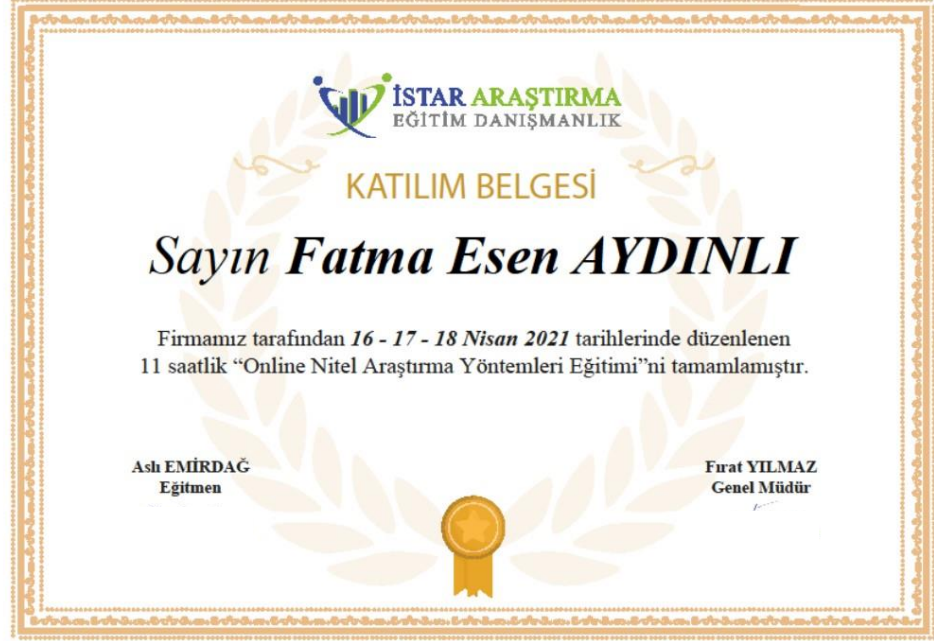 İSTAR ARAŞTIRMA
EĞİTİM DANIŞMANLIK
KATILIM BELGESİ
Sayın Fatma Esen AYDINLI
Firmamız tarafından 16 - 17 - 18 Nisan 2021 tarihlerinde düzenlenen
11 saatlik “Online Nitel Araştırma Yöntemleri Eğitimi”ni tamamlamıştır.
Aslı EMİRDAĞ
Eğitmen
Fırat YILMAZ
Genel Müdür